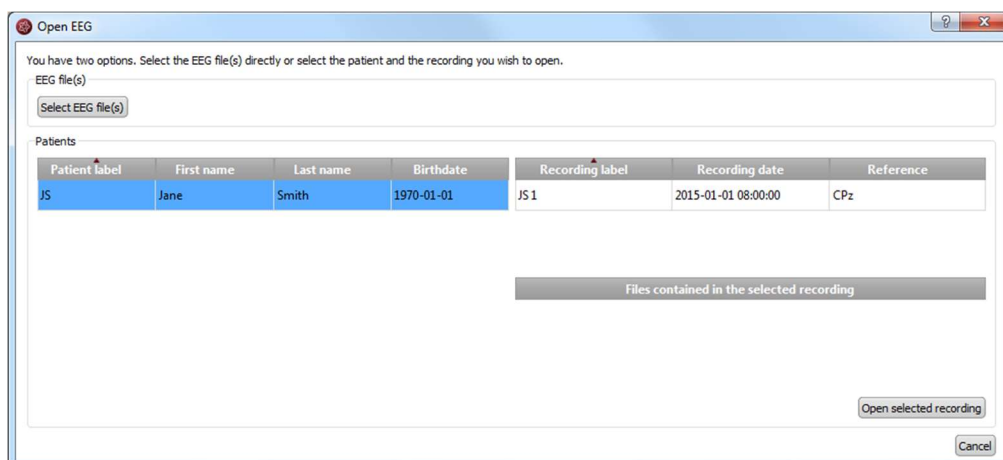 Open EEG
You have two options. Select the EEG file(s) directly or select the patient and the recording you wish to open.
EEG file(s)
Select EEG file(s)
Patients
Patient label First name Last name Birthdate Recording label Recording date Reference
JS Jane Smith 1970-01-01 JS 1 2015-01-01 08:00:00 CPz
Files contained in the selected recording
Open selected recording
Cancel